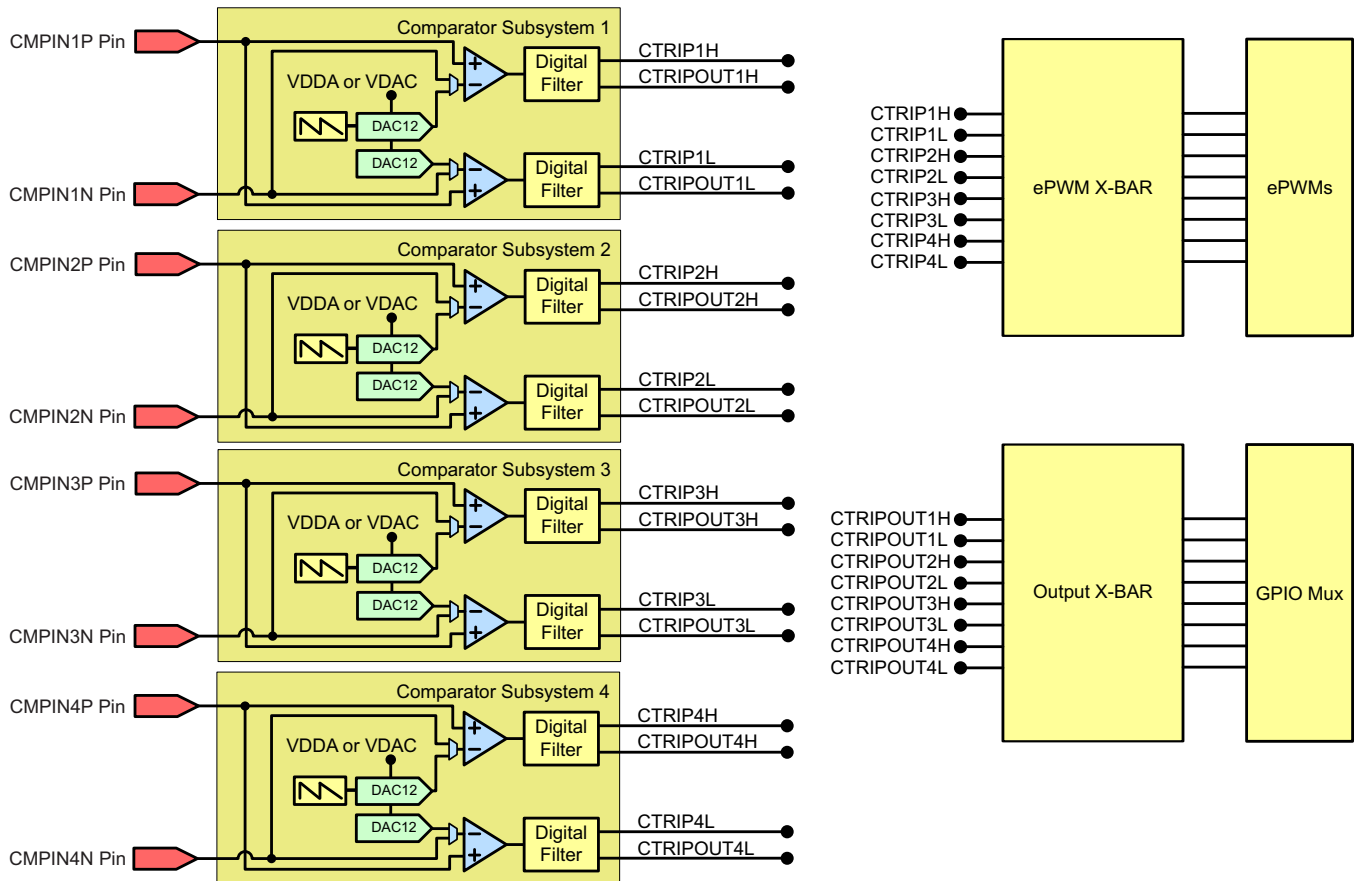 Comparator Subsystem 1
CMPIN1P Pin
VDDA or VDAC
DAC12
DAC12
Digital
Filter
CTRIP1H
CTRIPOUT1H
CMPIN1N Pin
Digital
Filter
CTRIP1L
CTRIPOUT1L
Comparator Subsystem 2
CMPIN2P Pin
VDDA or VDAC
DAC12
DAC12
Digital
Filter
CTRIP2H
CTRIPOUT2H
CMPIN2N Pin
Digital
Filter
CTRIP2L
CTRIPOUT2L
Comparator Subsystem 3
CMPIN3P Pin
VDDA or VDAC
DAC12
DAC12
Digital
Filter
CTRIP3H
CTRIPOUT3H
CMPIN3N Pin
Digital
Filter
CTRIP3L
CTRIPOUT3L
Comparator Subsystem 4
CMPIN4P Pin
VDDA or VDAC
DAC12
DAC12
Digital
Filter
CTRIP4H
CTRIPOUT4H
CMPIN4N Pin
Digital
Filter
CTRIP4L
CTRIPOUT4L
CTRIP1H
CTRIP1L
CTRIP2H
CTRIP2L
CTRIP3H
CTRIP3L
CTRIP4H
CTRIP4L
ePWM X-BAR
ePWMs
CTRIPOUT1H
CTRIPOUT1L
CTRIPOUT2H
CTRIPOUT2L
CTRIPOUT3H
CTRIPOUT3L
CTRIPOUT4H
CTRIPOUT4L
Output X-BAR
GPIO Mux